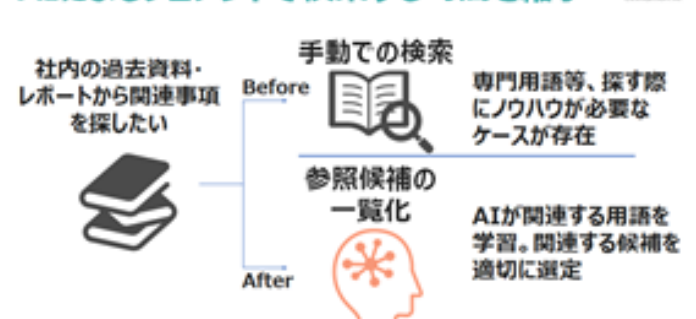 手動での検索
社内の過去資料・
レポートから関連事項
を探したい
Before
専門用語等、探す際
にノウハウが必要な
ケースが存在
参照候補の
一覧化
AIが関連する用語を
学習。関連する候補を
適切に選定
After